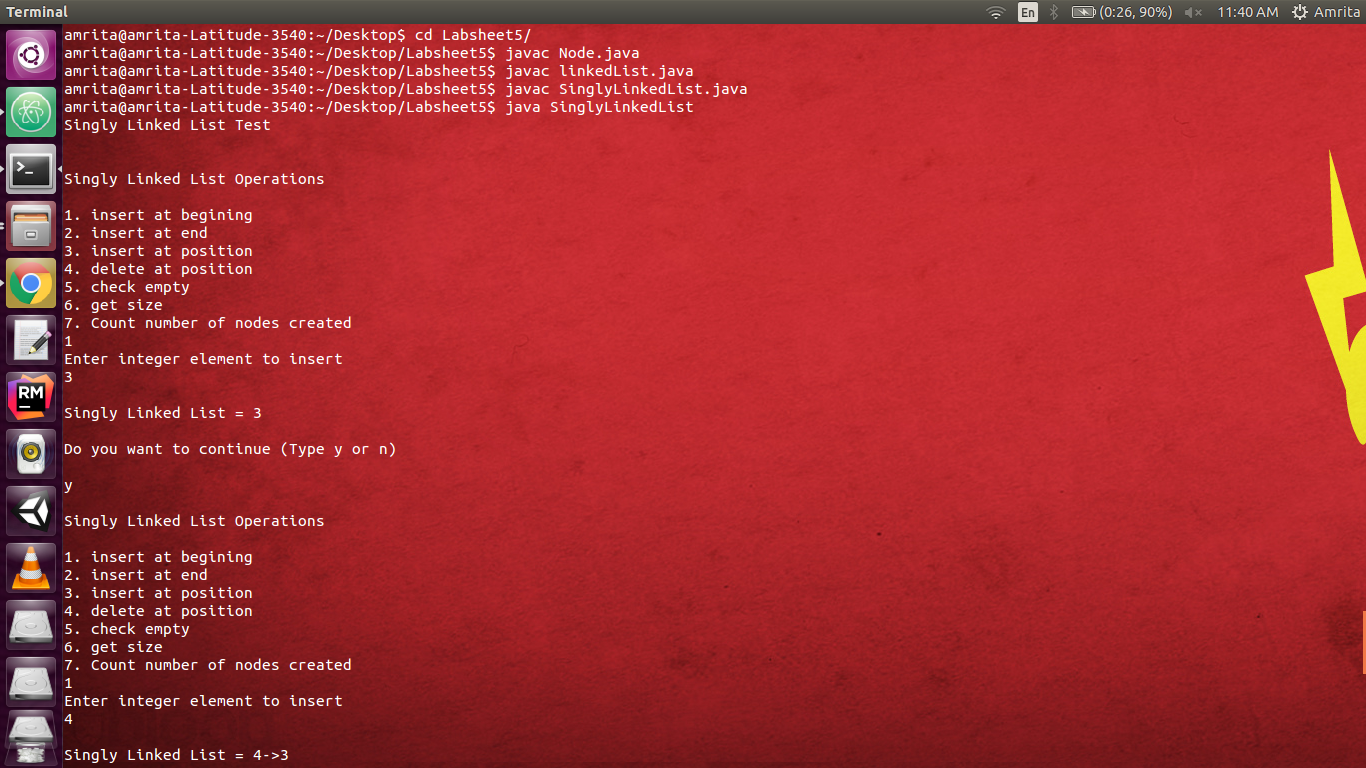 Terminal
En
(0:26, 90%)
11:40 AM
Amrita
amrita@amrita-Latitude-3540:~/Desktop$ cd Labsheet5/
amrita@amrita-Latitude-3540:~/Desktop/Labsheet5$ javac Node.java
amrita@amrita-Latitude-3540:~/Desktop/Labsheet5$ javac linkedList.java
amrita@amrita-Latitude-3540:~/Desktop/Labsheet5$ javac SinglyLinkedList.java
amrita@amrita-Latitude-3540:~/Desktop/Labsheet5$ java SinglyLinkedList
Singly Linked List Test
Singly Linked List Operations
1. insert at begining
2. insert at end
3. insert at position
4. delete at position
5. check empty
6. get size
7. Count number of nodes created
1
Enter integer element to insert
3
Singly Linked List = 3
Do you want to continue (Type y or n)
y
Singly Linked List Operations
1. insert at begining
2. insert at end
3. insert at position
4. delete at position
5. check empty
6. get size
7. Count number of nodes created
1
Enter integer element to insert
4
Singly Linked List = 4->3
RM